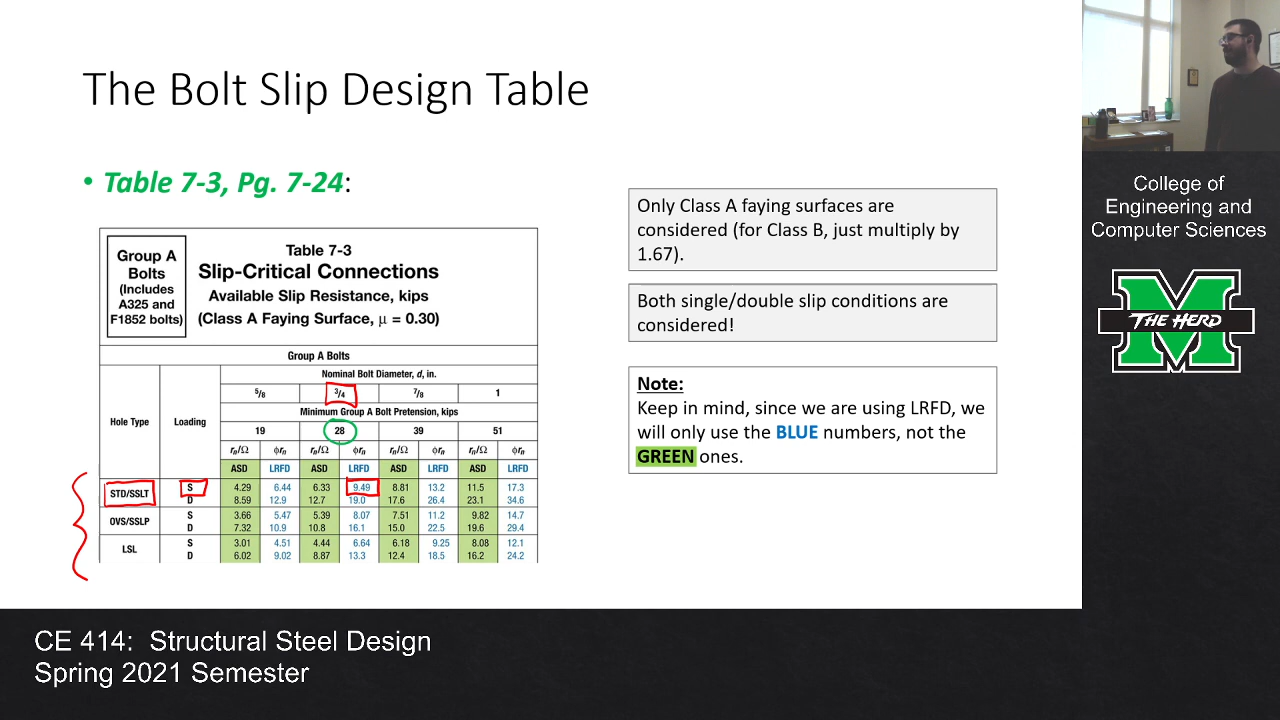 The Bolt Slip Design Table
• Table 7-3, Pg. 7-24:
Group A
Bolts
(Includes
A325 and
F1852 bolts)
Table 7-3
Slip-Critical Connections
Available Slip Resistance, kips
(Class A Faying Surface, μ = 0.30)
Group A Bolts
Hole Type Loading Nominal Bolt Diameter, d, in.
5/8 3/4 7/8 1
Minimum Group A Bolt Pretension, kips
19 28 39 51
rn/Ω ϕrn rn/Ω ϕrn rn/Ω ϕrn rn/Ω ϕrn
ASD LRFD ASD LRFD ASD LRFD ASD LRFD
STD/SSLT S 4.29 6.44 6.33 9.49 8.81 13.2 11.5 17.3
D 8.59 12.9 12.7 19.0 17.6 26.4 23.1 34.6
OVS/SSLP S 3.66 5.47 5.39 8.07 7.51 11.2 9.82 14.7
D 7.32 10.9 10.8 16.1 15.0 22.5 19.6 29.4
LSL S 3.01 4.51 4.44 6.64 6.18 9.25 8.08 12.1
D 6.02 9.02 8.87 13.3 12.4 18.5 16.2 24.2
Only Class A faying surfaces are
considered (for Class B, just multiply by
1.67).
Both single/double slip conditions are
considered!
Note:
Keep in mind, since we are using LRFD, we
will only use the BLUE numbers, not the
GREEN ones.
College of
Engineering and
Computer Sciences
THE HERD
CE 414: Structural Steel Design
Spring 2021 Semester